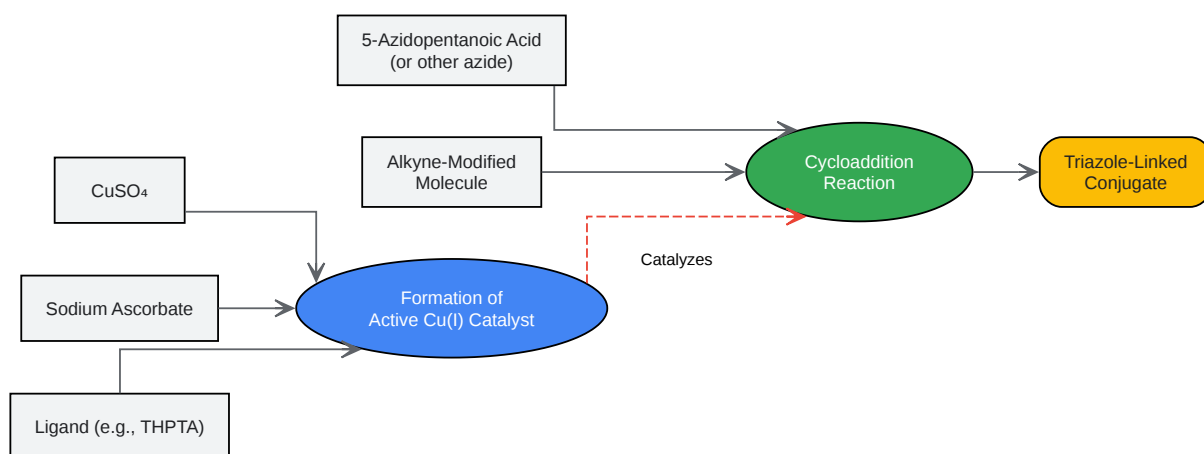 5-Azidopentanoic Acid
(or other azide)
Alkyne-Modified
Molecule
Cycloaddition
Reaction
Triazole-Linked
Conjugate
CuSO₄
Catalyzes
Sodium Ascorbate
Formation of
Active Cu(I) Catalyst
Ligand (e.g., THPTA)